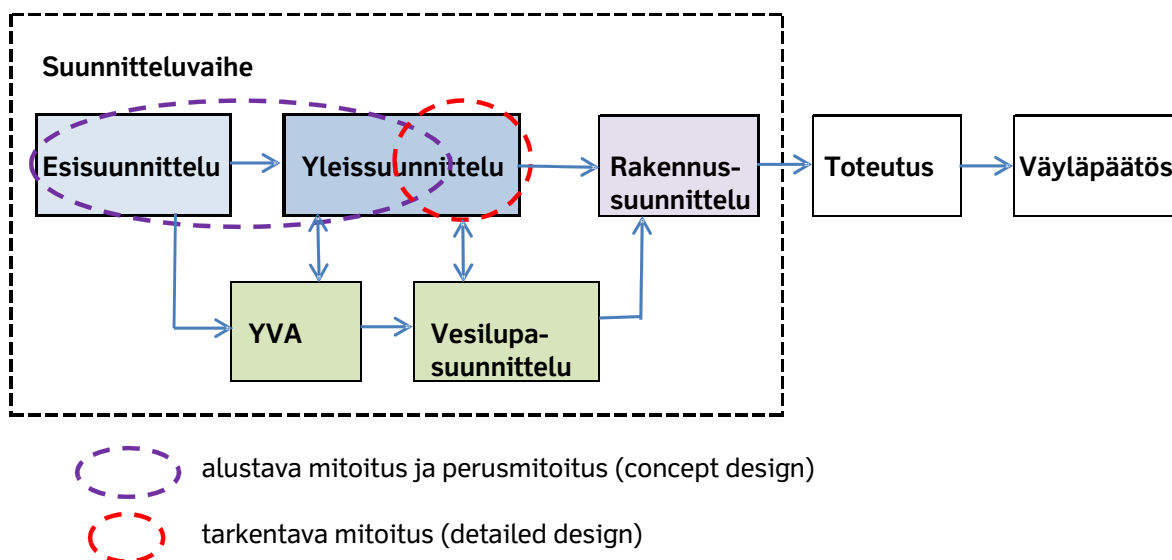 Suunnitteluvaihe
Esisuunnittelu
Yleissuunnittelu
Rakennus-
suunnittelu
Toteutus
Väyläpäätös
YVA
Vesilupa-
suunnittelu
alustava mitoitus ja perusmitoitus (concept design)
tarkentava mitoitus (detailed design)